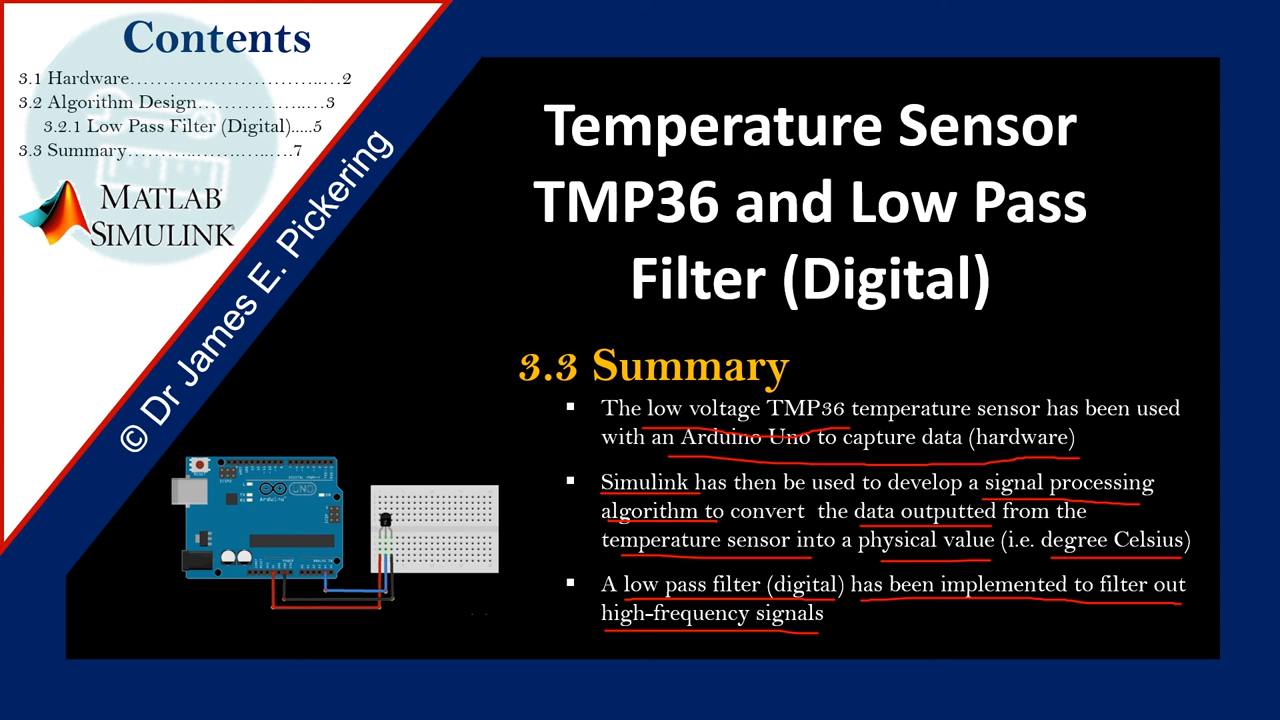 Contents
3.1 Hardware………….……………..…2
3.2 Algorithm Design……………..…3
3.2.1 Low Pass Filter (Digital).....5
3.3 Summary………..…….…..….7
MATLAB
SIMULINK
© Dr James E. Pickering
Temperature Sensor
TMP36 and Low Pass
Filter (Digital)
3.3 Summary
▪ The low voltage TMP36 temperature sensor has been used
with an Arduino Uno to capture data (hardware)
▪ Simulink has then be used to develop a signal processing
algorithm to convert the data outputted from the
temperature sensor into a physical value (i.e. degree Celsius)
▪ A low pass filter (digital) has been implemented to filter out
high-frequency signals
Arduino